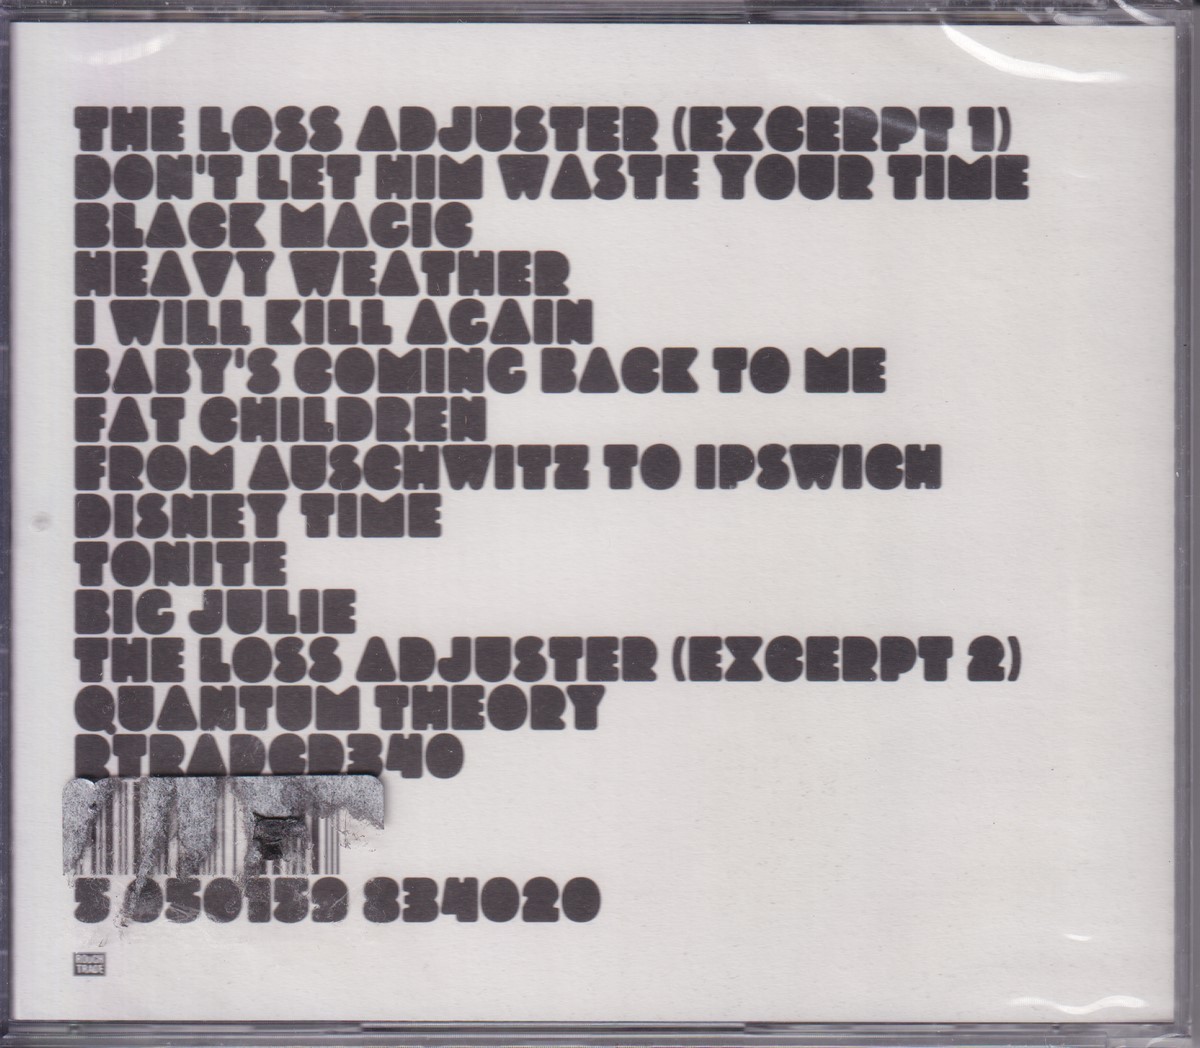 THE LOSS ADJUSTER (EXCERPT 1)
DON'T LET HIM WASTE YOUR TIME
BLACK MAGIC
HEAVY WEATHER
I WILL KILL AGAIN
BABY'S COMING BACK TO ME
FAT CHILDREN
FROM AUSCHWITZ TO IPSWICH
DISNEY TIME
TONITE
BIG JULIE
THE LOSS ADJUSTER (EXCERPT 2)
QUANTUM THEORY
RTRADCD340
5 050159 834020
ROUGH
TRADE